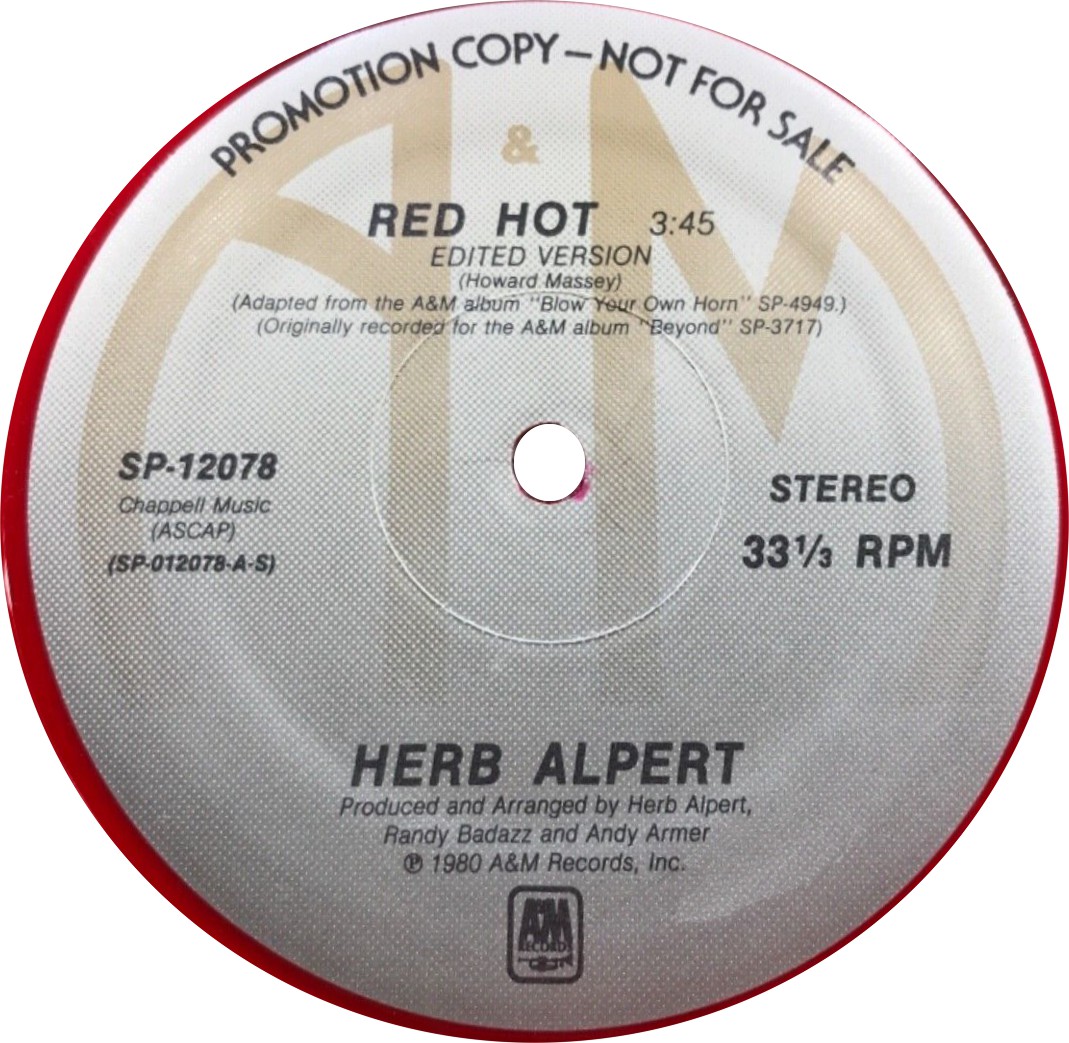 PROMOTION COPY — NOT FOR SALE
A & M
RED HOT 3:45
EDITED VERSION
(Howard Massey)
(Adapted from the A&M album "Blow Your Own Horn" SP-4949.)
(Originally recorded for the A&M album "Beyond" SP-3717)
SP-12078
Chappell Music
(ASCAP)
(SP-012078-A-S)
STEREO
33⅓ RPM
HERB ALPERT
Produced and Arranged by Herb Alpert,
Randy Badazz and Andy Armer
℗ 1980 A&M Records, Inc.
A&M
RECORDS